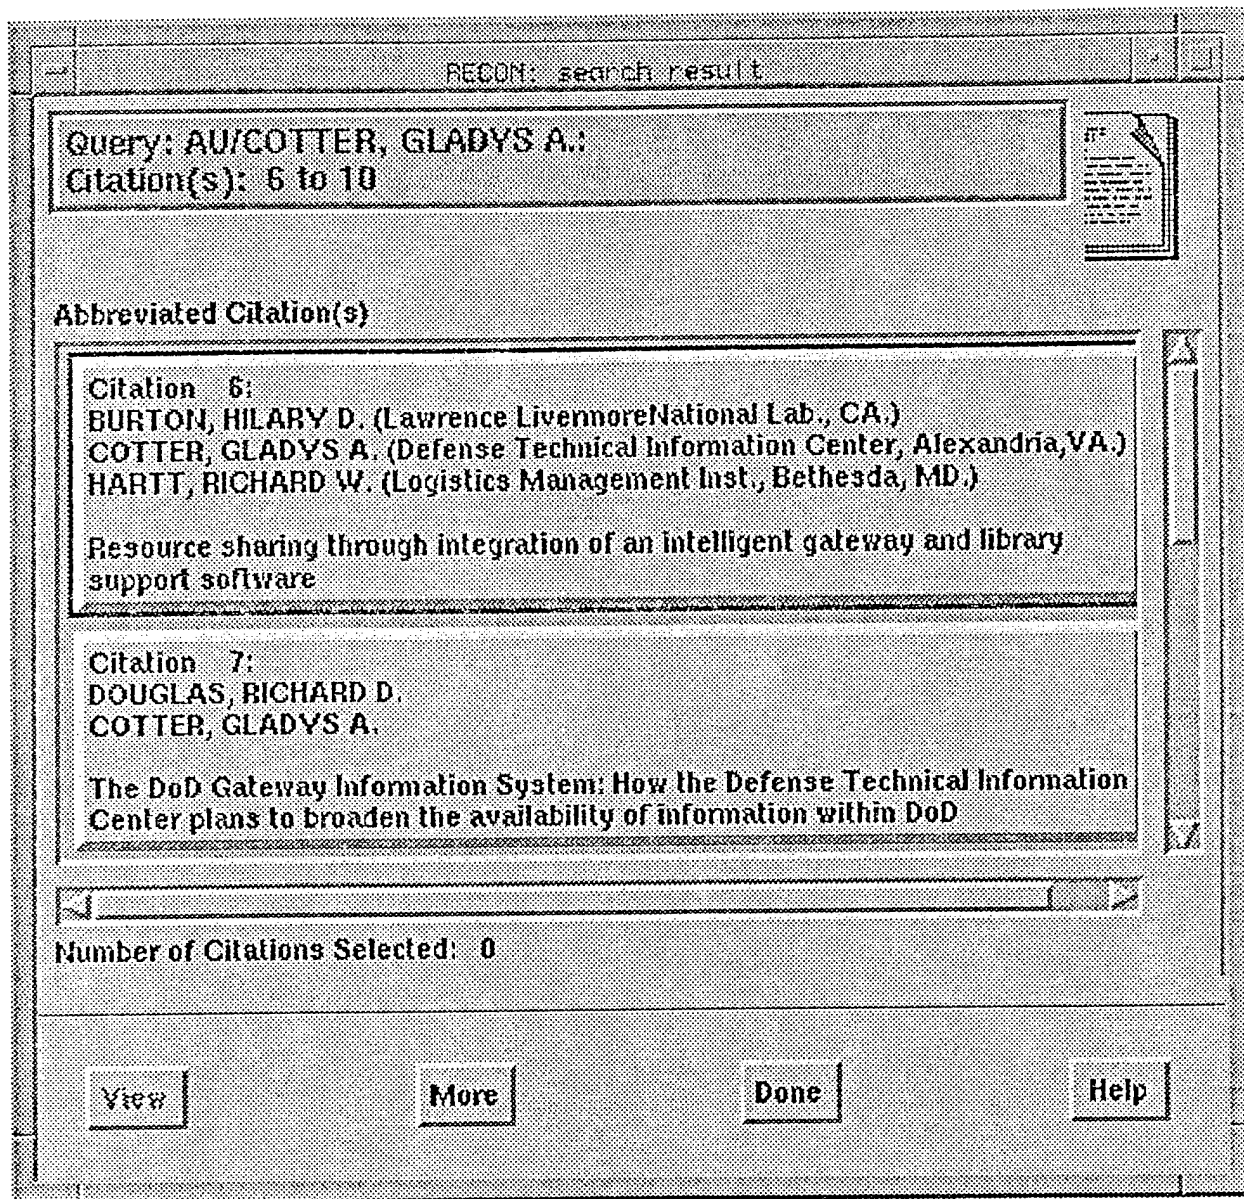 RECON: search result
Query: AU/COTTER, GLADYS A.:
Citation(s): 6 to 10
Abbreviated Citation(s)
Citation 6:
BURTON, HILARY D. (Lawrence LivermoreNational Lab., CA.)
COTTER, GLADYS A. (Defense Technical Information Center, Alexandria,VA.)
HARTT, RICHARD W. (Logistics Management Inst., Bethesda, MD.)
Resource sharing through integration of an intelligent gateway and library
support software
Citation 7:
DOUGLAS, RICHARD D.
COTTER, GLADYS A.
The DoD Gateway Information System: How the Defense Technical Information
Center plans to broaden the availability of information within DoD
Number of Citations Selected: 0
View More Done Help